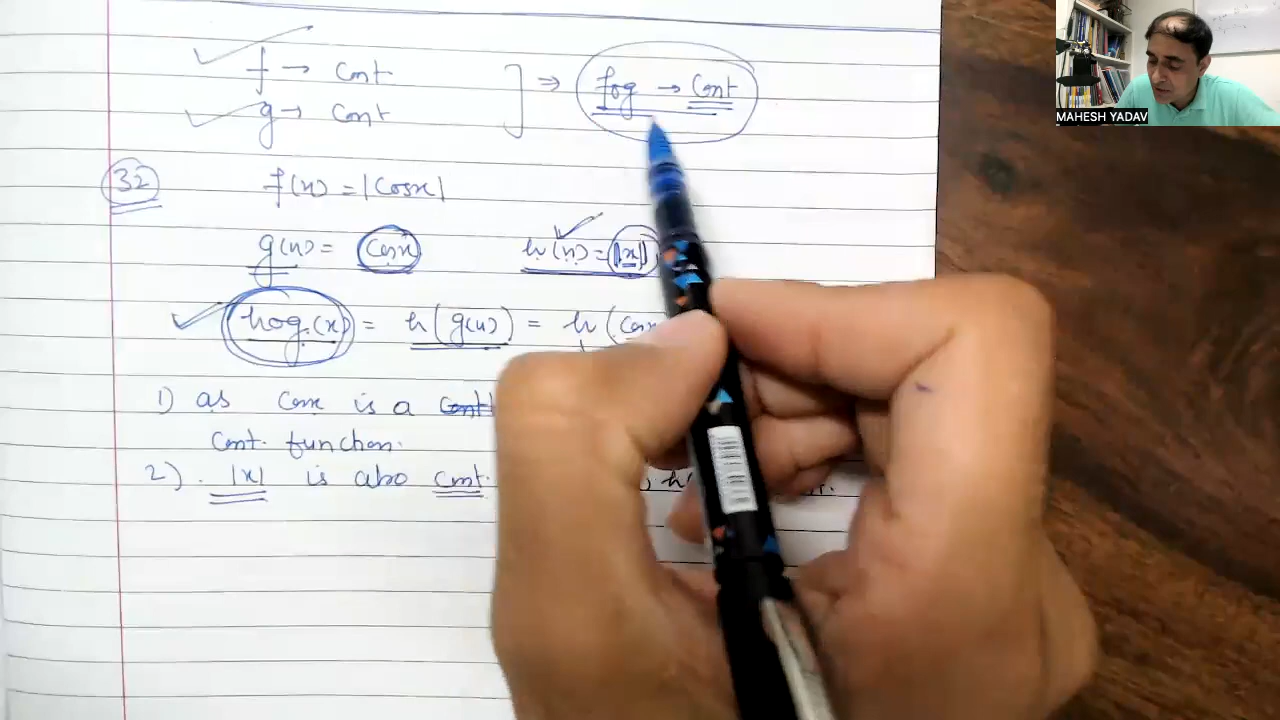 f → cont ] ⇒ fog → Cont
g → cont
MAHESH YADAV
32 f(x) = |Cosx|
g(x) = Cosx h(x) = |x|
hog(x) = h(g(x)) = h(Cosx
1) as Cosx is a cont
Cont. function.
2). |x| is also cont.